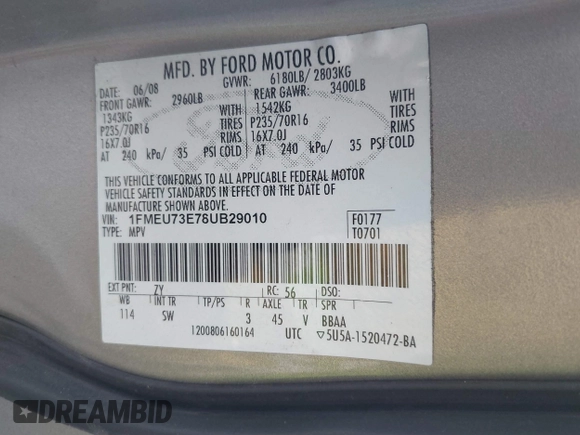 MFD. BY FORD MOTOR CO.
DATE: 06/08 GVWR: 6180LB/ 2803KG
FRONT GAWR: 2960LB REAR GAWR: 3400LB
1343KG WITH 1542KG WITH
P235/70R16 TIRES P235/70R16 TIRES
16X7.0J RIMS 16X7.0J RIMS
AT 240 kPa/ 35 PSI COLD AT 240 kPa/ 35 PSI COLD
THIS VEHICLE CONFORMS TO ALL APPLICABLE FEDERAL MOTOR
VEHICLE SAFETY STANDARDS IN EFFECT ON THE DATE OF
MANUFACTURE SHOWN ABOVE.
VIN: 1FMEU73E78UB29010 F0177
TYPE: MPV T0701
EXT PNT: ZY RC: 56 DSO:
WB INT TR TP/PS R AXLE TR SPR
114 SW 3 45 V BBAA
1200806160164 UTC ▽5U5A-1520472-BA
DREAMBID